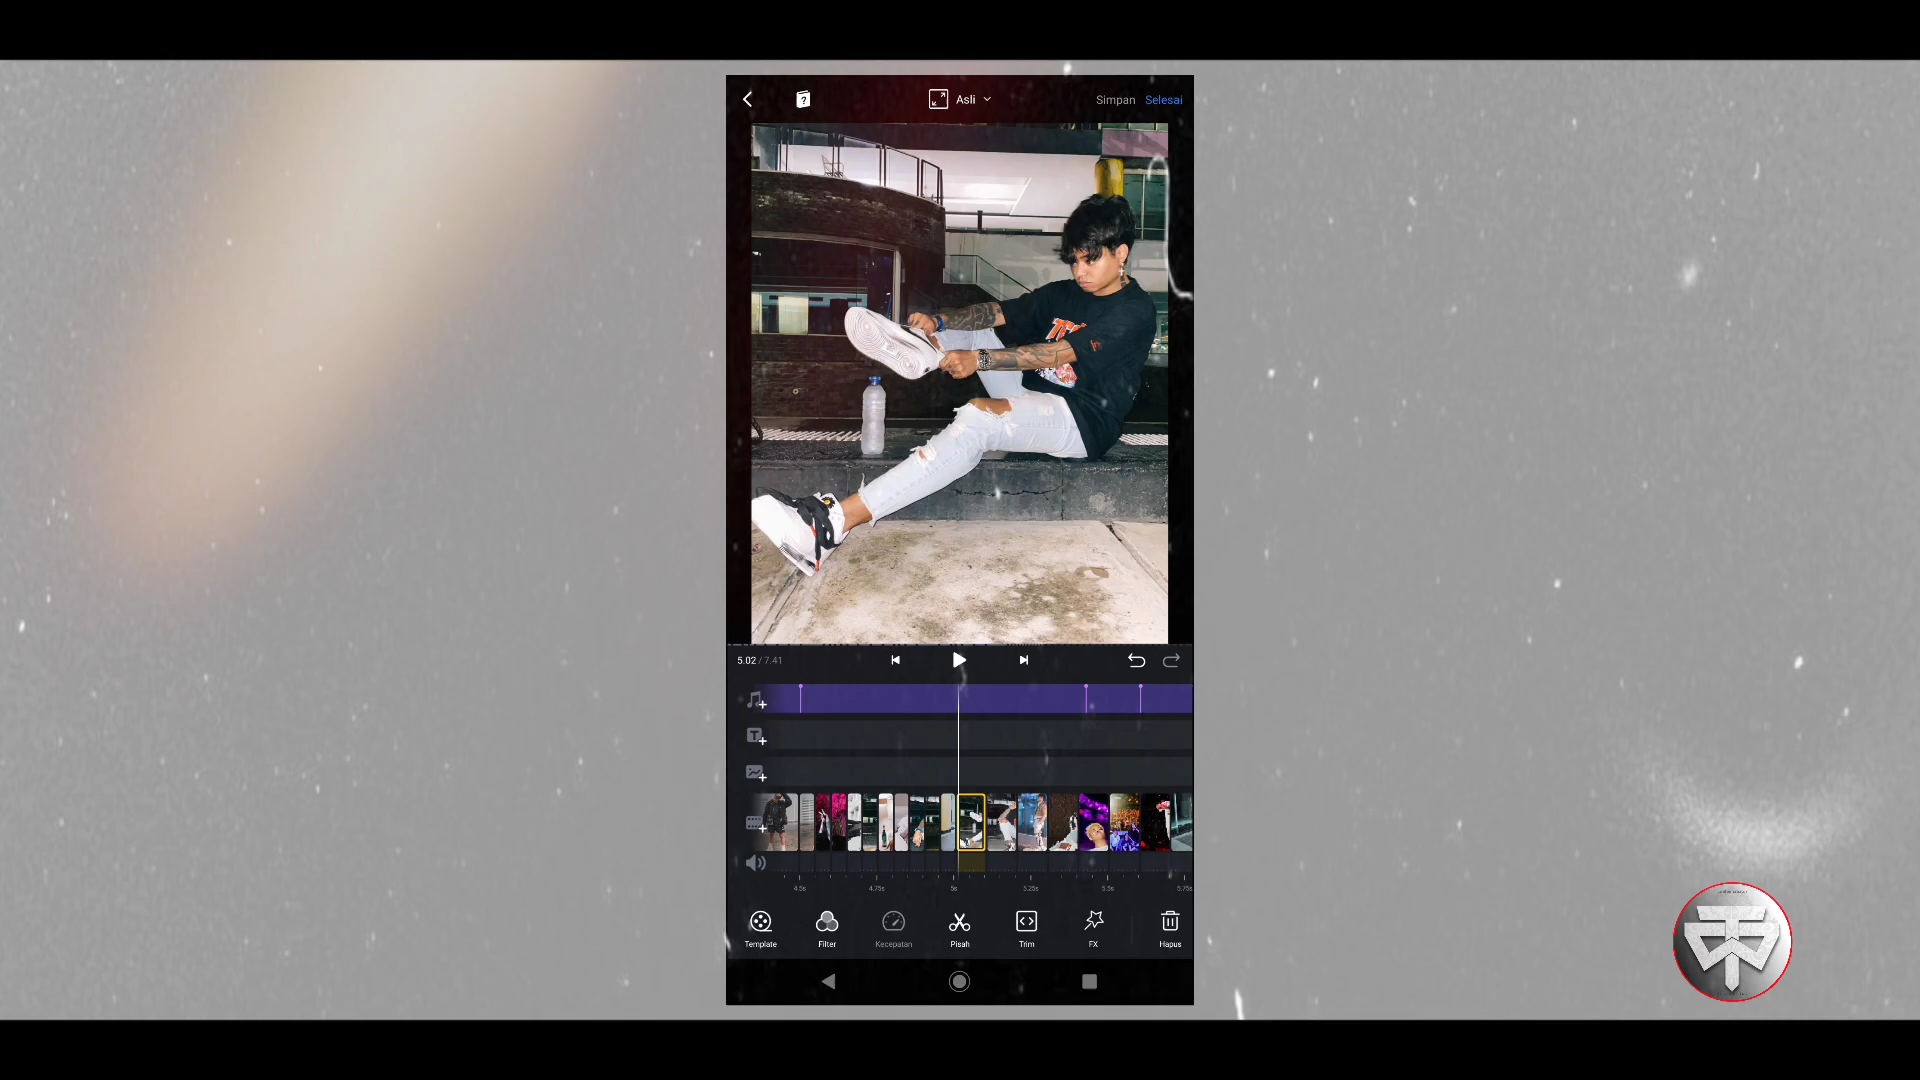 Asli
Simpan Selesai
5.02 / 7.41
4.5s 4.75s 5s 5.25s 5.5s 5.75s
Template Filter Kecepatan Pisah Trim FX Hapus